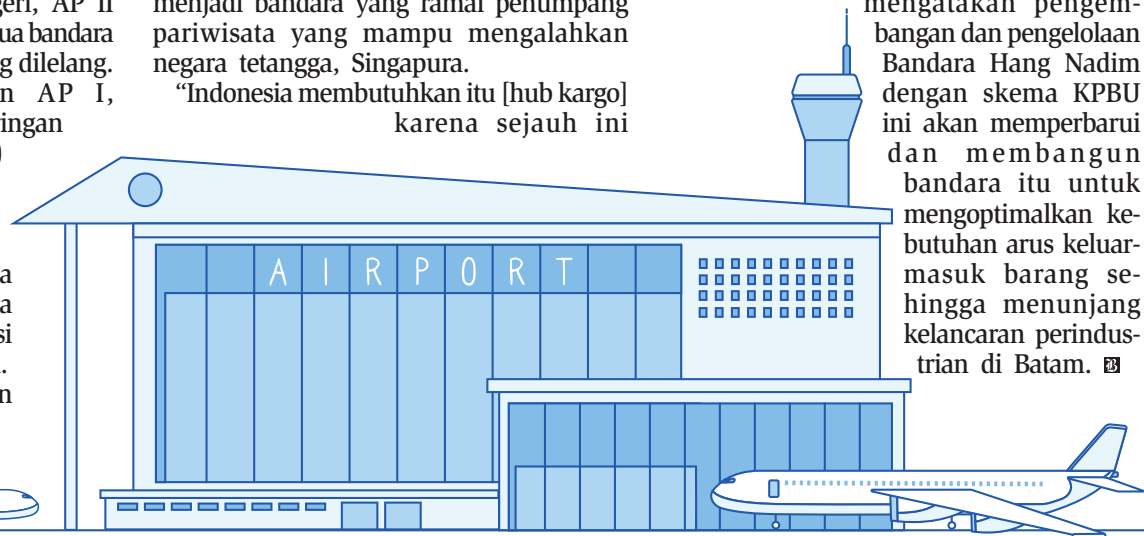 geri, AP II
ua bandara
g dilelang.
n AP I,
ringan
a
a
si
.
n
menjadi bandara yang ramai penumpang
pariwisata yang mampu mengalahkan
negara tetangga, Singapura.
“Indonesia membutuhkan itu [hub kargo]
karena sejauh ini
AIRPORT
mengatakan pengem-
bangan dan pengelolaan
Bandara Hang Nadim
dengan skema KPBU
ini akan memperbarui
dan membangun
bandara itu untuk
mengoptimalkan ke-
butuhan arus keluar-
masuk barang se-
hingga menunjang
kelancaran perindus-
trian di Batam.